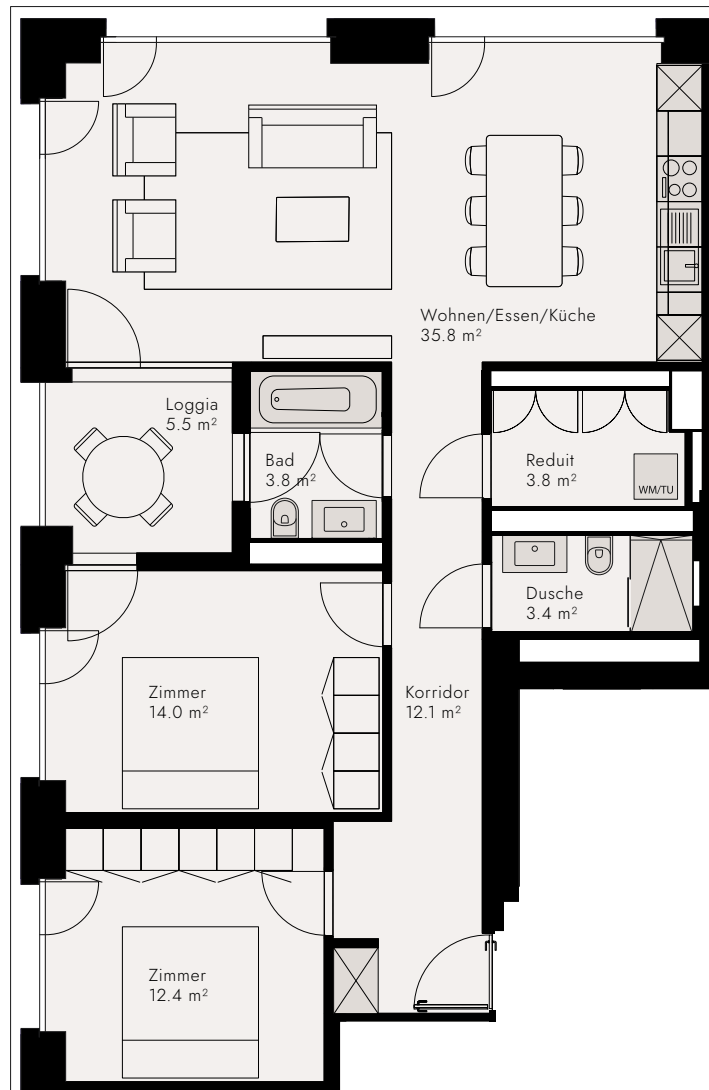 Wohnen/Essen/Küche
35.8 m²
Loggia
5.5 m²
Bad
3.8 m²
Reduit
3.8 m²
WM/TU
Dusche
3.4 m²
Zimmer
14.0 m²
Korridor
12.1 m²
Zimmer
12.4 m²